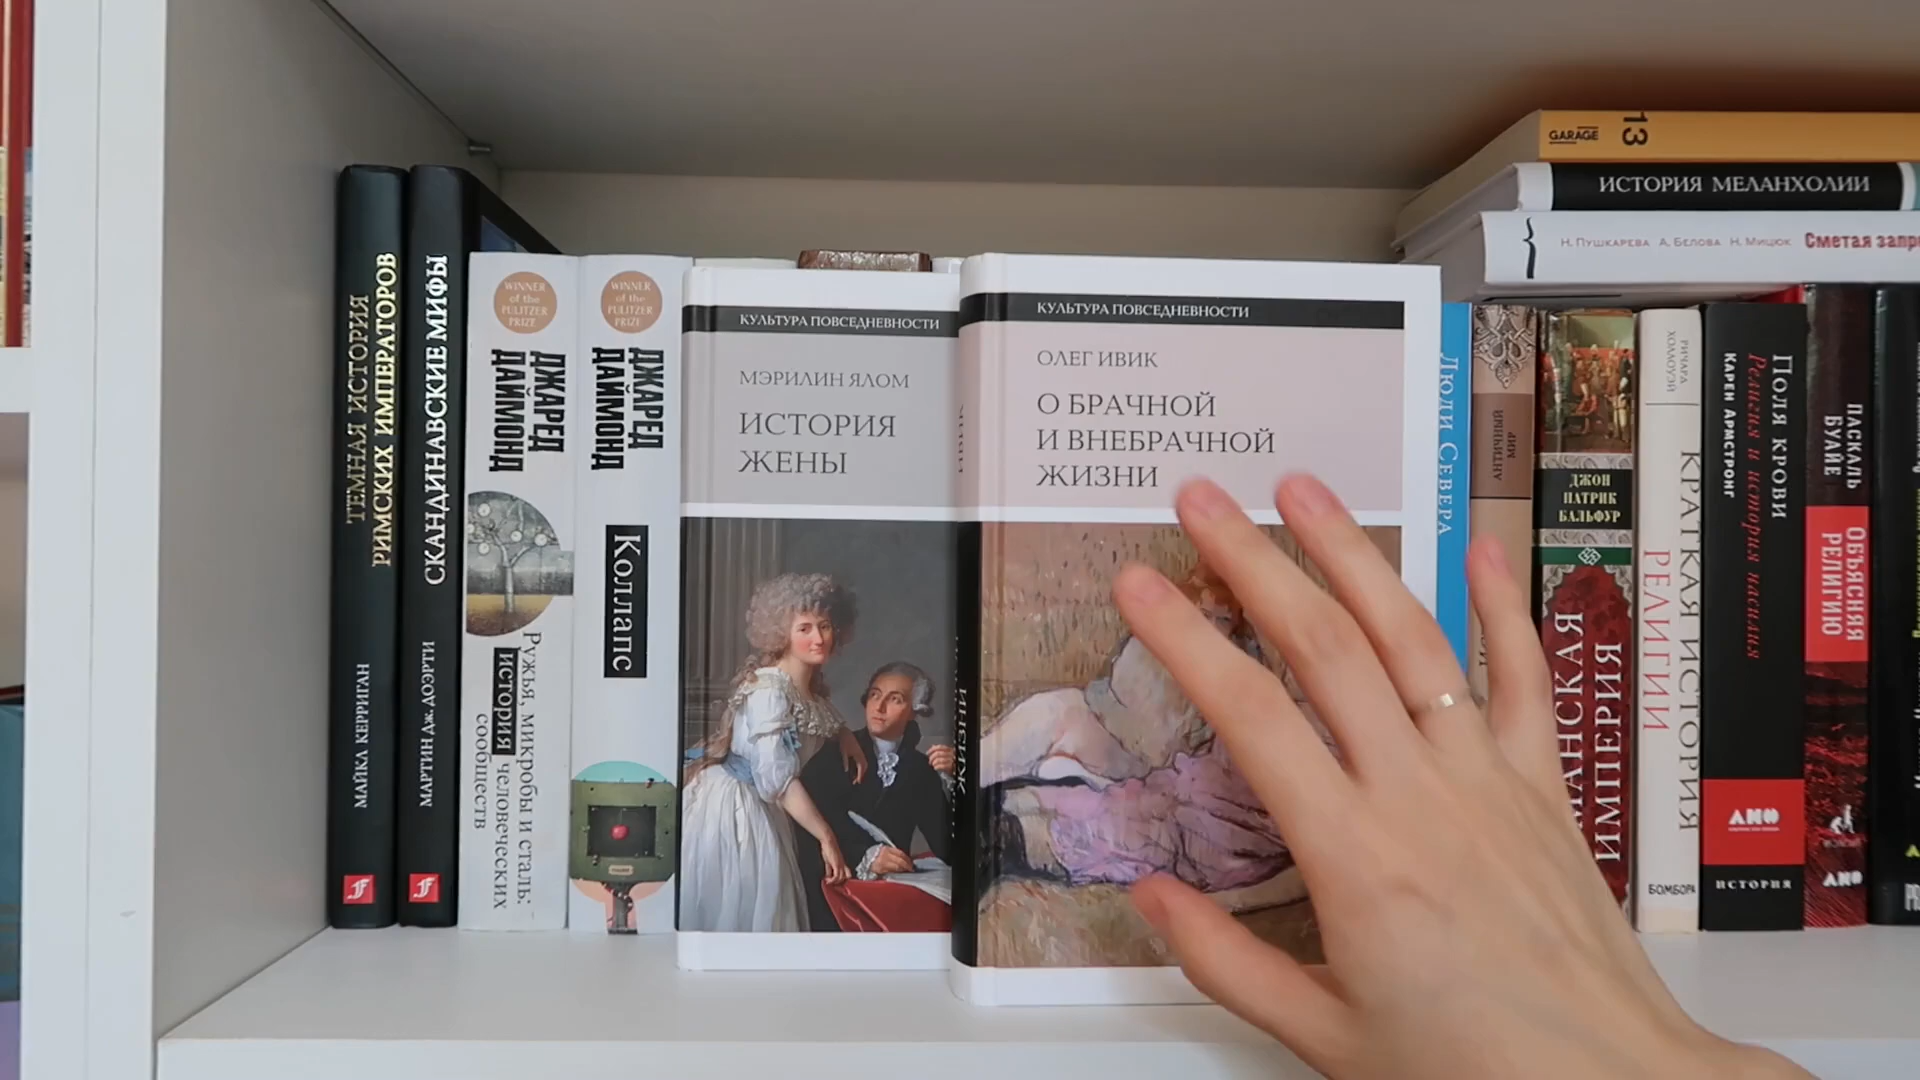 ТЕМНАЯ ИСТОРИЯ
РИМСКИХ ИМПЕРАТОРОВ
МАЙКЛ КЕРРИГАН
СКАНДИНАВСКИЕ МИФЫ
МАРТИН ДЖ. ДОЭРТИ
WINNER
of the
PULITZER
PRIZE
ДЖАРЕД
ДАЙМОНД
Ружья, микробы и сталь:
история человеческих
сообществ
WINNER
of the
PULITZER
PRIZE
ДЖАРЕД
ДАЙМОНД
Коллапс
КУЛЬТУРА ПОВСЕДНЕВНОСТИ
МЭРИЛИН ЯЛОМ
ИСТОРИЯ
ЖЕНЫ
КУЛЬТУРА ПОВСЕДНЕВНОСТИ
ОЛЕГ ИВИК
О БРАЧНОЙ
И ВНЕБРАЧНОЙ
ЖИЗНИ
GARAGE 13
ИСТОРИЯ МЕЛАНХОЛИИ
Н. ПУШКАРЕВА А. БЕЛОВА Н. МИЦЮК Сметая
ЛЮДИ СЕВЕРА
АНТИЧНЫЙ
МИР
ДЖОН
ПАТРИК
БАЛЬФУР
ИМПЕРИЯ
РИЧАРД
ХОЛЛОУЭЙ
КРАТКАЯ ИСТОРИЯ
РЕЛИГИИ
БОМБОРА
Поля крови
Религия и история насилия
КАРЕН АРМСТРОНГ
ИСТОРИЯ
ПАСКАЛЬ
БУАЙЕ
ОБЪЯСНЯЯ
РЕЛИГИЮ